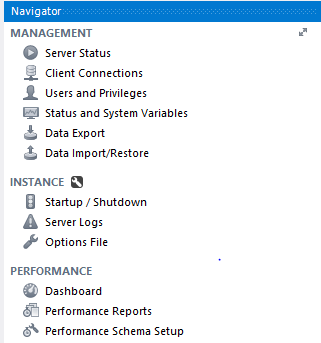 Navigator
MANAGEMENT
Server Status
Client Connections
Users and Privileges
Status and System Variables
Data Export
Data Import/Restore
INSTANCE
Startup / Shutdown
Server Logs
Options File
PERFORMANCE
Dashboard
Performance Reports
Performance Schema Setup